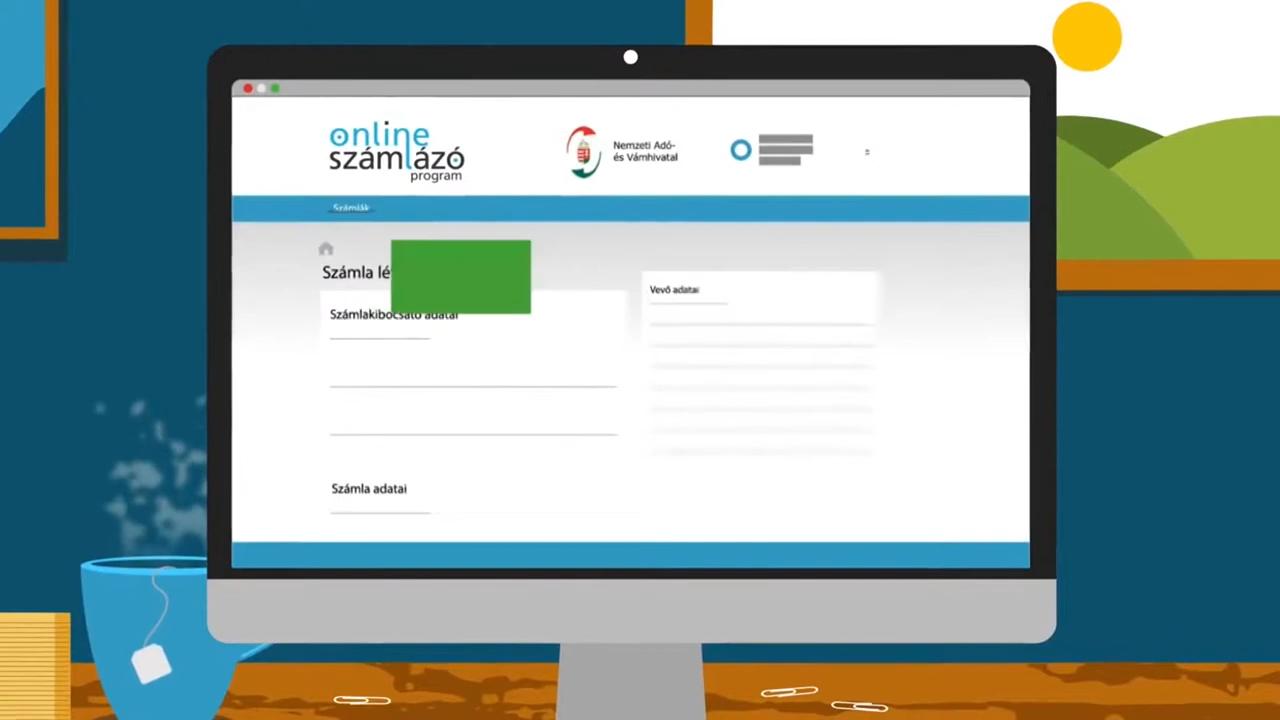 online
számlázó
program
Nemzeti Adó-
és Vámhivatal
Számlák
Számla lé
Vevő adatai
Számlakibocsátó adatai
Számla adatai